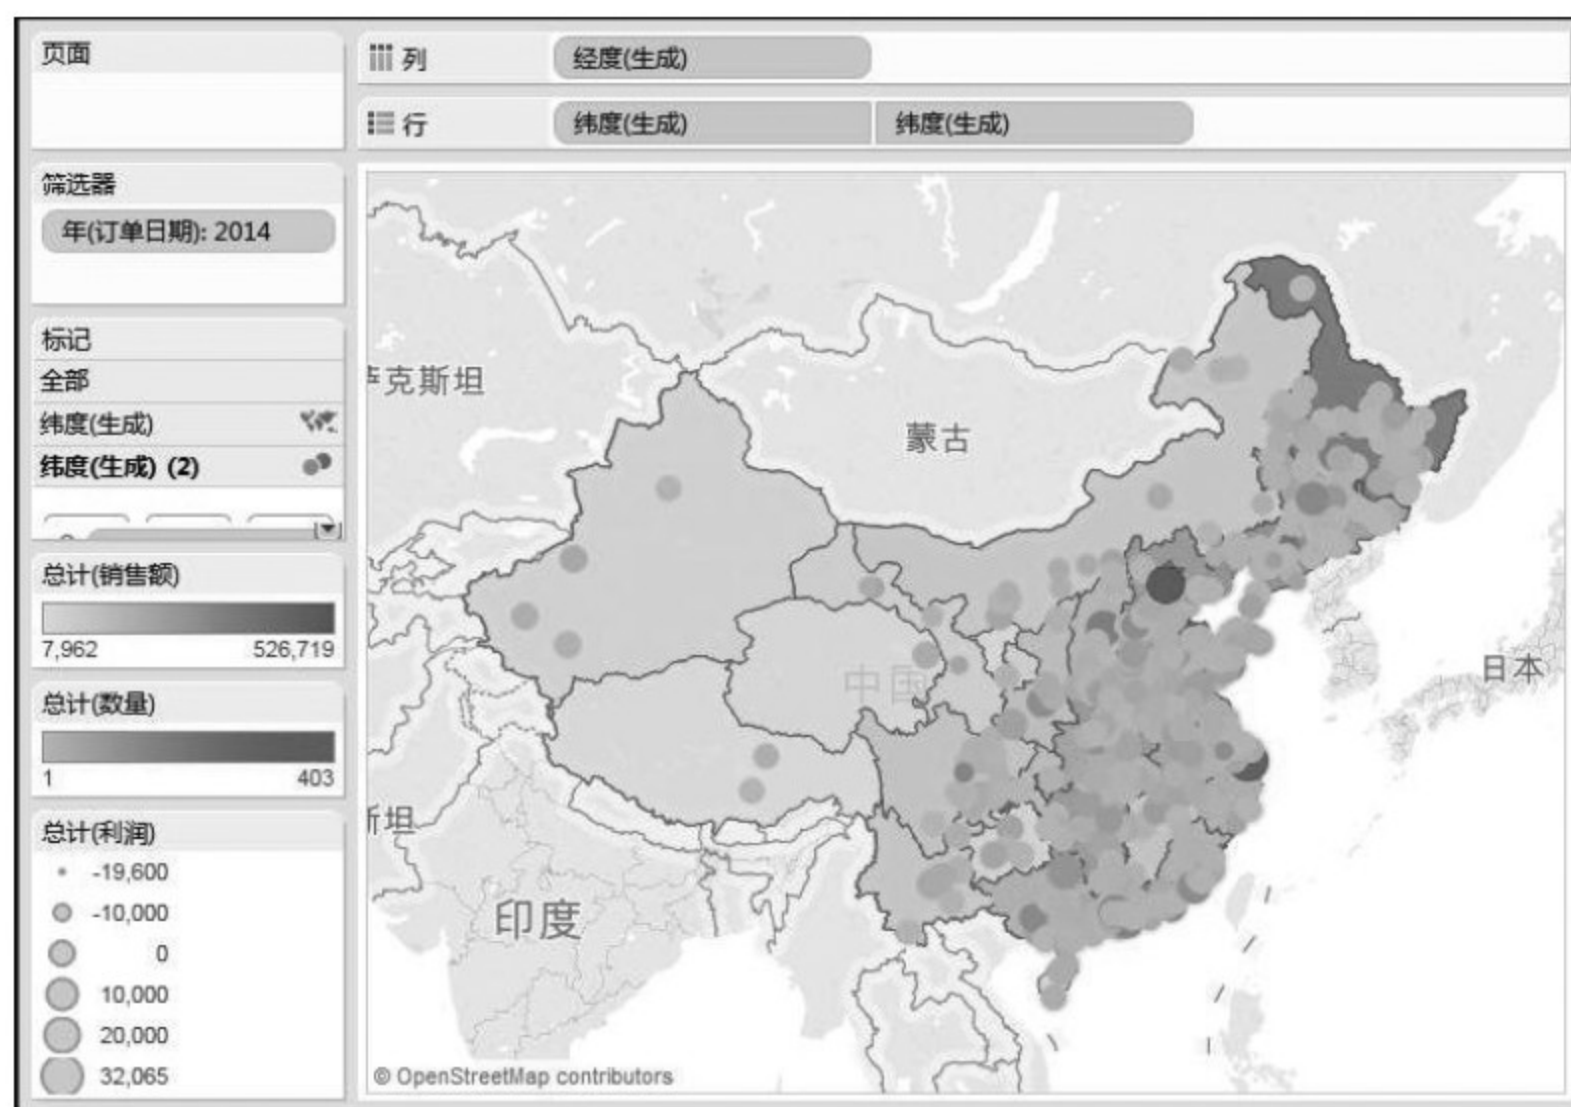 页面
列 经度(生成)
行 纬度(生成) 纬度(生成)
筛选器
年(订单日期): 2014
标记
全部
纬度(生成)
纬度(生成) (2)
总计(销售额)
7,962 526,719
总计(数量)
1 403
总计(利润)
-19,600
-10,000
0
10,000
20,000
32,065
克斯坦
蒙古
中国
日本
斯坦
印度
© OpenStreetMap contributors